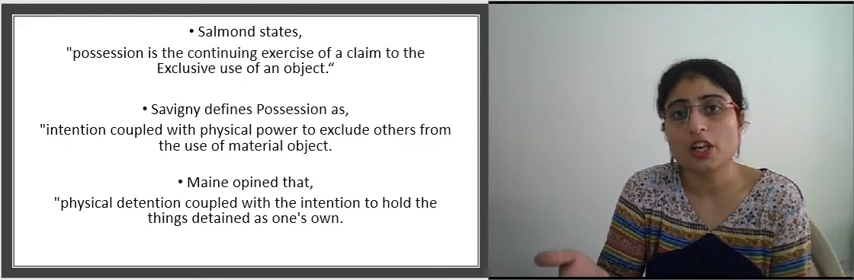 • Salmond states,
"possession is the continuing exercise of a claim to the
Exclusive use of an object.“
• Savigny defines Possession as,
"intention coupled with physical power to exclude others from
the use of material object.
• Maine opined that,
"physical detention coupled with the intention to hold the
things detained as one's own.